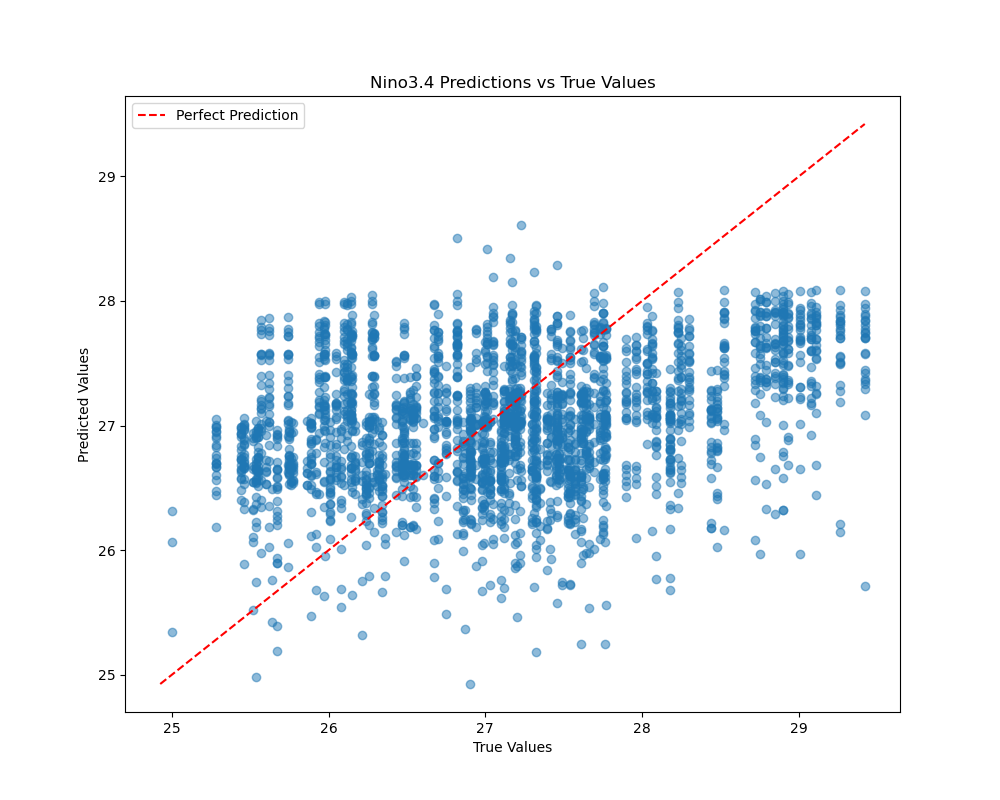 Nino3.4 Predictions vs True Values
Perfect Prediction
Predicted Values
29
28
27
26
25
25 26 27 28 29
True Values